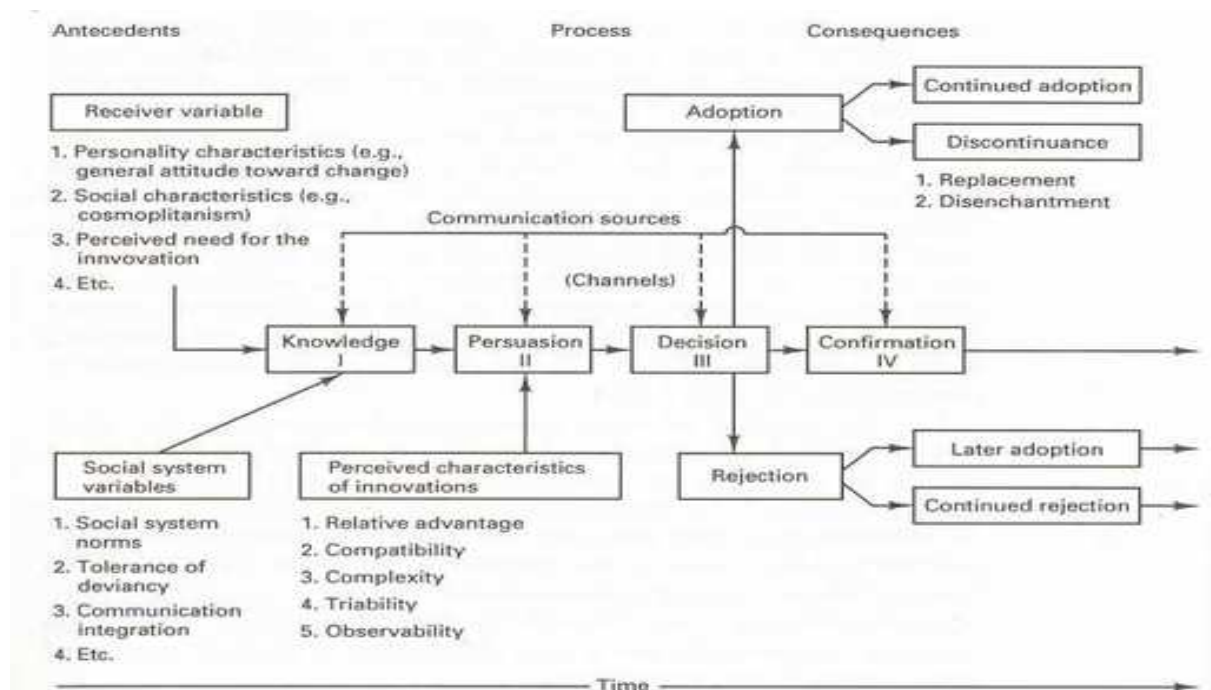 Antecedents
Process
Consequences
Receiver variable
1. Personality characteristics (e.g.,
general attitude toward change)
2. Social characteristics (e.g.,
cosmoplitanism)
3. Perceived need for the
innvovation
4. Etc.
Adoption
Continued adoption
Discontinuance
1. Replacement
2. Disenchantment
Communication sources
(Channels)
Knowledge
I
Persuasion
II
Decision
III
Confirmation
IV
Social system
variables
1. Social system
norms
2. Tolerance of
deviancy
3. Communication
integration
4. Etc.
Perceived characteristics
of innovations
1. Relative advantage
2. Compatibility
3. Complexity
4. Triability
5. Observability
Rejection
Later adoption
Continued rejection
Time